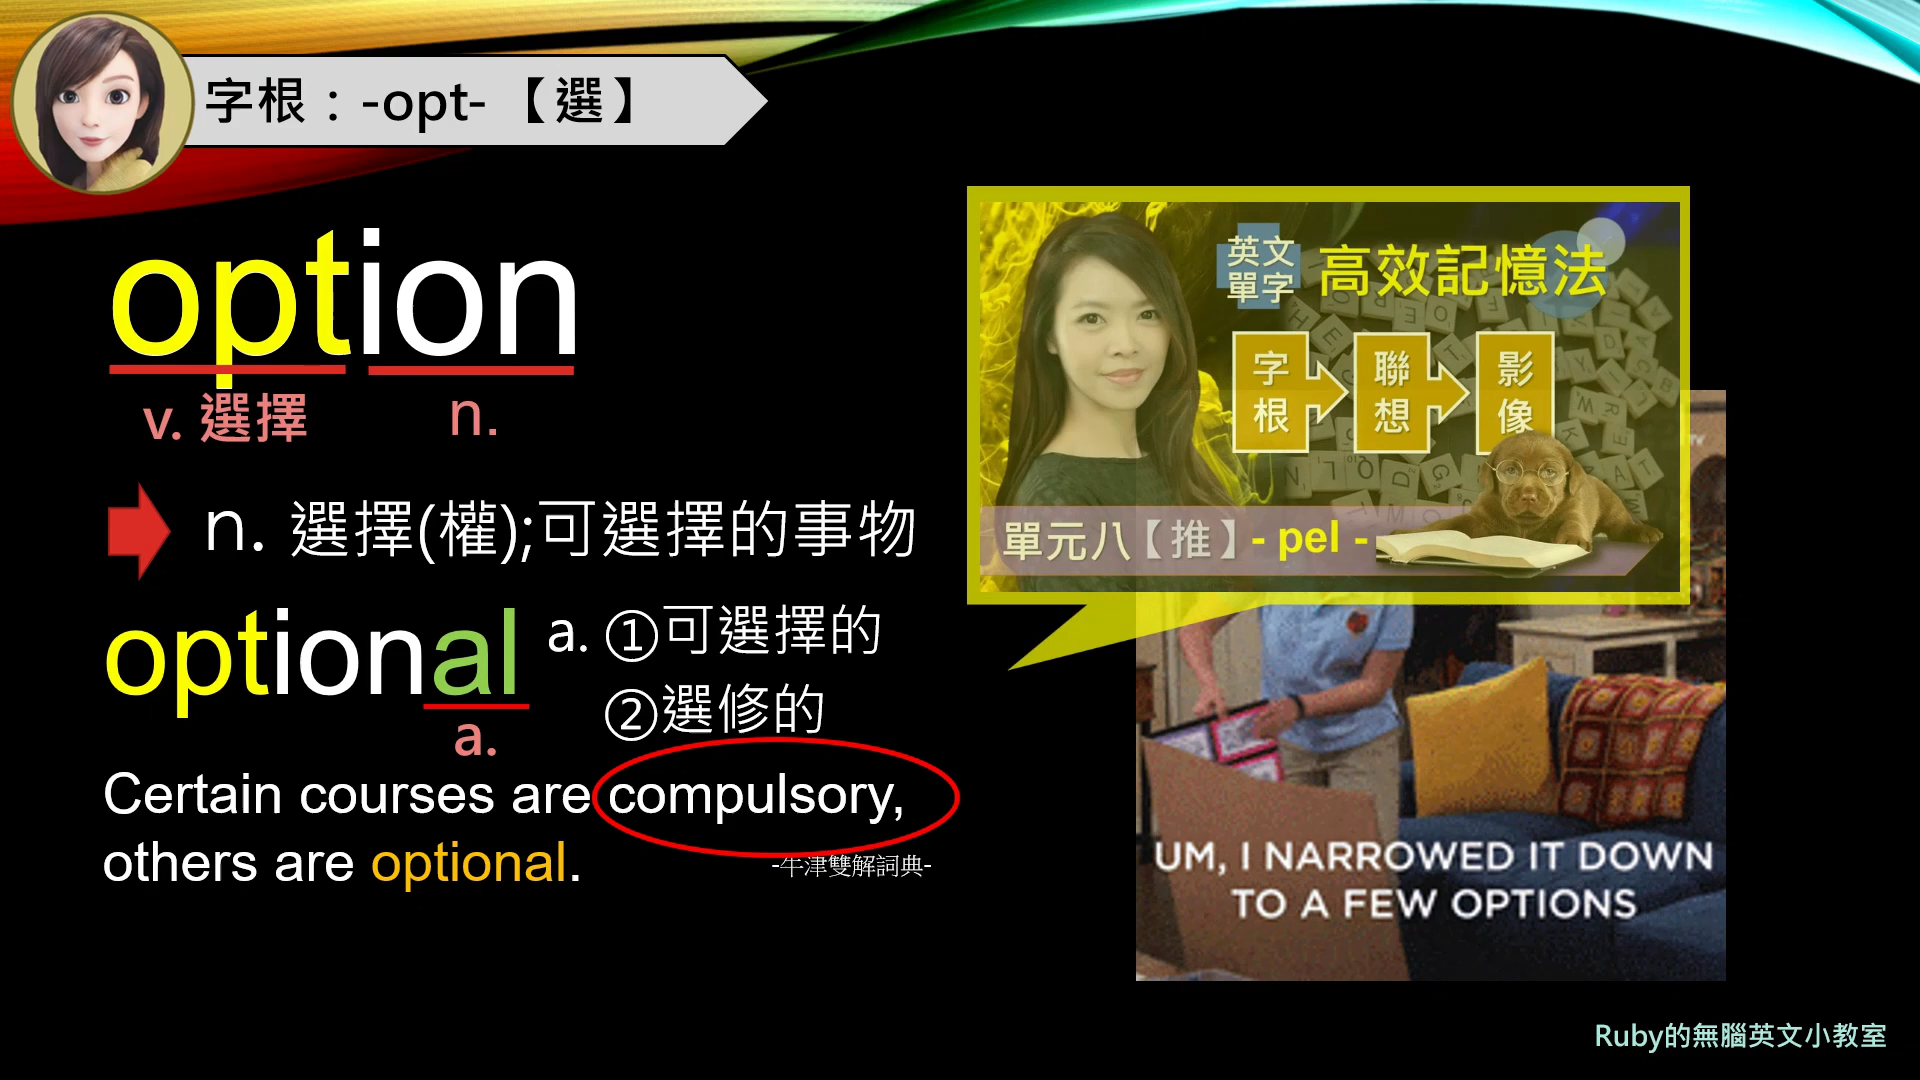 字根：-opt-【選】
option
v. 選擇
n.
n. 選擇(權);可選擇的事物
optional
a. ①可選擇的
②選修的
a.
Certain courses are compulsory,
others are optional.
-牛津雙解詞典-
英文
單字
高效記憶法
字根
聯想
影像
單元八【推】- pel -
UM, I NARROWED IT DOWN
TO A FEW OPTIONS
Ruby的無腦英文小教室